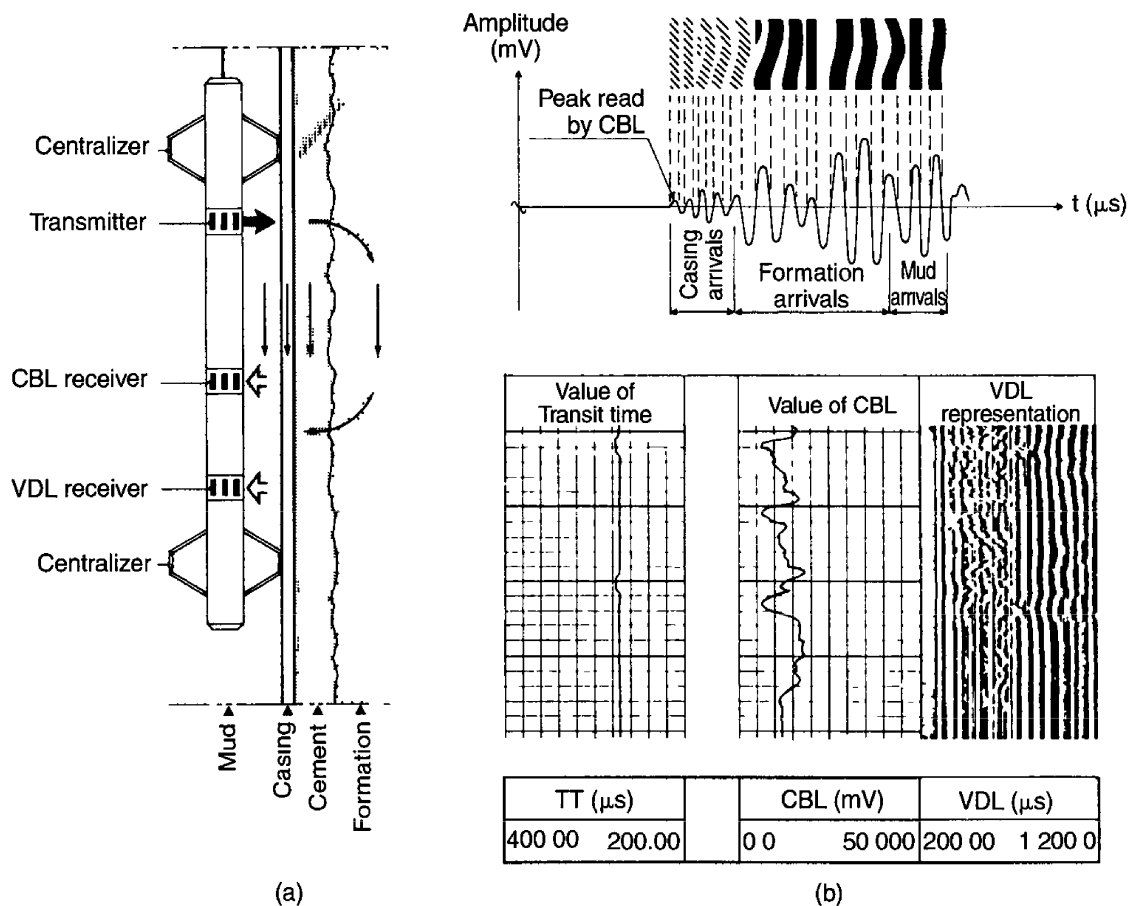 Centralizer
Transmitter
CBL receiver
VDL receiver
Centralizer
Mud
Casing
Cement
Formation
(a)
Amplitude
(mV)
Peak read
by CBL
t (μs)
Casing
arrivals
Formation
arrivals
Mud
arrivals
Value of
Transit time
Value of CBL
VDL
representation
TT (μs)
CBL (mV)
VDL (μs)
400 00 200.00
0 0 50 000
200 00 1 200 0
(b)